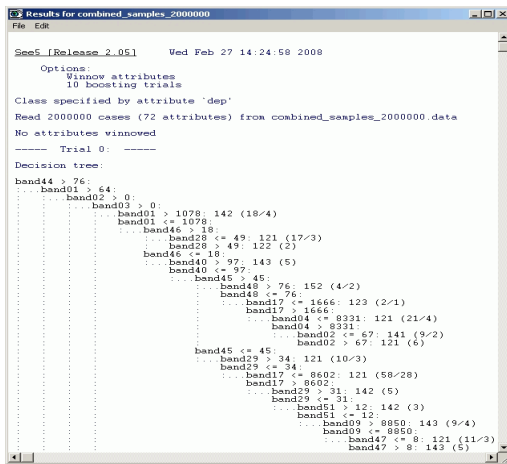 Results for combined_samples_2000000
File Edit
See5 [Release 2.05] Wed Feb 27 14:24:58 2008
Options:
Winnow attributes
10 boosting trials
Class specified by attribute `dep'
Read 2000000 cases (72 attributes) from combined_samples_2000000.data
No attributes winnowed
----- Trial 0: -----
Decision tree:
band44 > 76:
:...band01 > 64:
: :...band02 > 0:
: : :...band03 > 0:
: : : :...band01 > 1078: 142 (18/4)
: : : : band01 <= 1078:
: : : : :...band46 > 18:
: : : : :...band28 <= 49: 121 (17/3)
: : : : : band28 > 49: 122 (2)
: : : : band46 <= 18:
: : : : :...band40 > 97: 143 (5)
: : : : band40 <= 97:
: : : : :...band45 > 45:
: : : : :...band48 > 76: 152 (4/2)
: : : : : band48 <= 76:
: : : : : :...band17 <= 1666: 123 (2/1)
: : : : : band17 > 1666:
: : : : : :...band04 <= 8331: 121 (21/4)
: : : : : band04 > 8331:
: : : : : :...band02 <= 67: 141 (9/2)
: : : : : band02 > 67: 121 (6)
: : : : band45 <= 45:
: : : : :...band29 > 34: 121 (10/3)
: : : : band29 <= 34:
: : : : :...band17 <= 8602: 121 (58/28)
: : : : band17 > 8602:
: : : : :...band29 > 31: 142 (5)
: : : : band29 <= 31:
: : : : :...band51 > 12: 142 (3)
: : : : band51 <= 12:
: : : : :...band09 > 8850: 143 (9/4)
: : : : band09 <= 8850:
: : : : :...band47 <= 8: 121 (11/3)
: : : : band47 > 8: 143 (5)